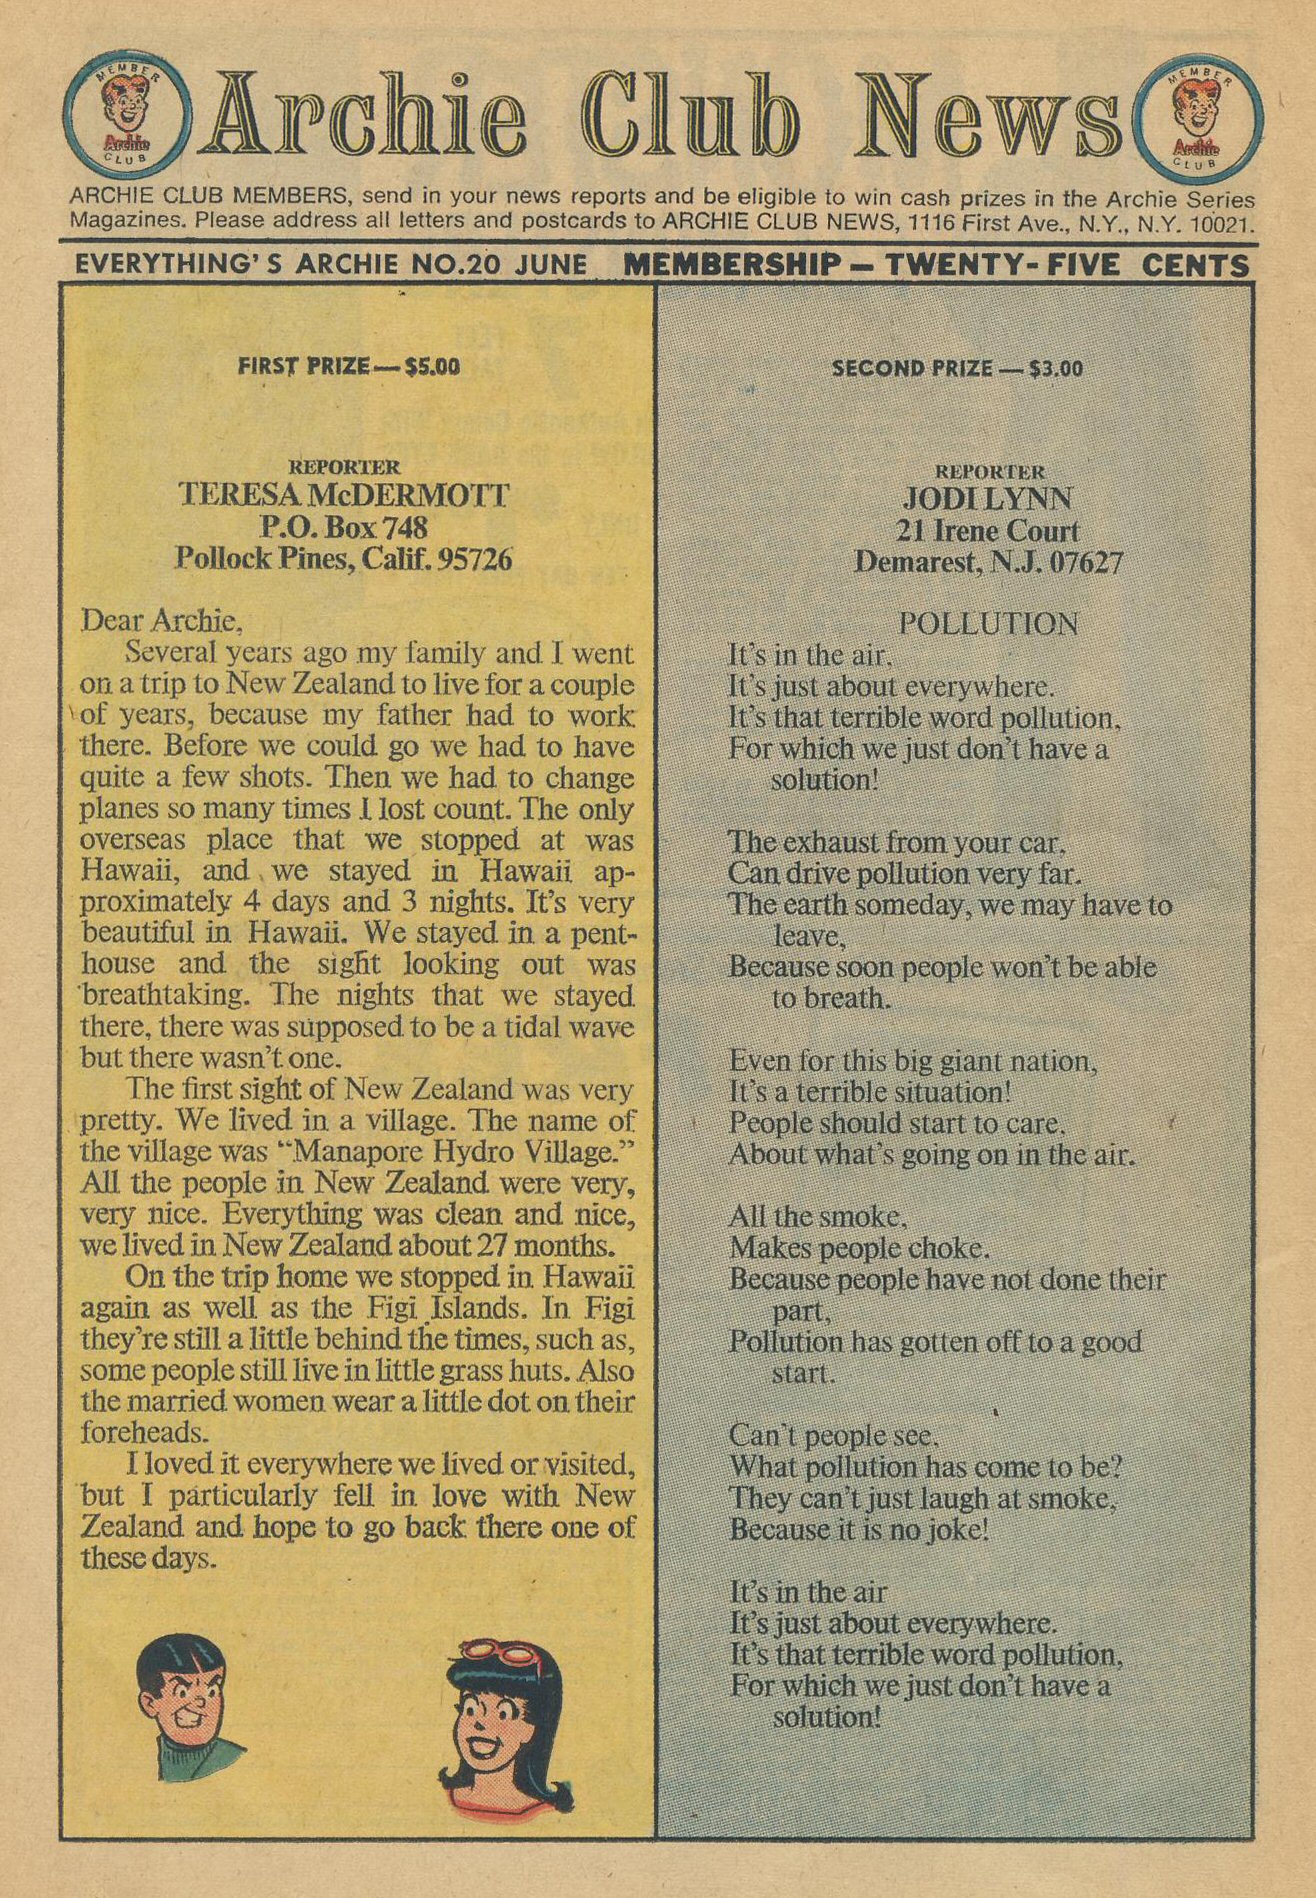 MEMBER
Archie
CLUB
Archie Club News
MEMBER
Archie
CLUB
ARCHIE CLUB MEMBERS, send in your news reports and be eligible to win cash prizes in the Archie Series
Magazines. Please address all letters and postcards to ARCHIE CLUB NEWS, 1116 First Ave., N.Y., N.Y. 10021.
EVERYTHING'S ARCHIE NO.20 JUNE MEMBERSHIP — TWENTY-FIVE CENTS
FIRST PRIZE — $5.00
REPORTER
TERESA McDERMOTT
P.O. Box 748
Pollock Pines, Calif. 95726
Dear Archie,
Several years ago my family and I went
on a trip to New Zealand to live for a couple
of years, because my father had to work
there. Before we could go we had to have
quite a few shots. Then we had to change
planes so many times I lost count. The only
overseas place that we stopped at was
Hawaii, and we stayed in Hawaii ap-
proximately 4 days and 3 nights. It's very
beautiful in Hawaii. We stayed in a pent-
house and the sight looking out was
breathtaking. The nights that we stayed
there, there was supposed to be a tidal wave
but there wasn't one.
The first sight of New Zealand was very
pretty. We lived in a village. The name of
the village was "Manapore Hydro Village."
All the people in New Zealand were very,
very nice. Everything was clean and nice,
we lived in New Zealand about 27 months.
On the trip home we stopped in Hawaii
again as well as the Figi Islands. In Figi
they're still a little behind the times, such as,
some people still live in little grass huts. Also
the married women wear a little dot on their
foreheads.
I loved it everywhere we lived or visited,
but I particularly fell in love with New
Zealand and hope to go back there one of
these days.
SECOND PRIZE — $3.00
REPORTER
JODI LYNN
21 Irene Court
Demarest, N.J. 07627
POLLUTION
It's in the air,
It's just about everywhere.
It's that terrible word pollution,
For which we just don't have a
solution!
The exhaust from your car,
Can drive pollution very far.
The earth someday, we may have to
leave,
Because soon people won't be able
to breath.
Even for this big giant nation,
It's a terrible situation!
People should start to care,
About what's going on in the air.
All the smoke,
Makes people choke.
Because people have not done their
part,
Pollution has gotten off to a good
start.
Can't people see,
What pollution has come to be?
They can't just laugh at smoke,
Because it is no joke!
It's in the air
It's just about everywhere.
It's that terrible word pollution,
For which we just don't have a
solution!